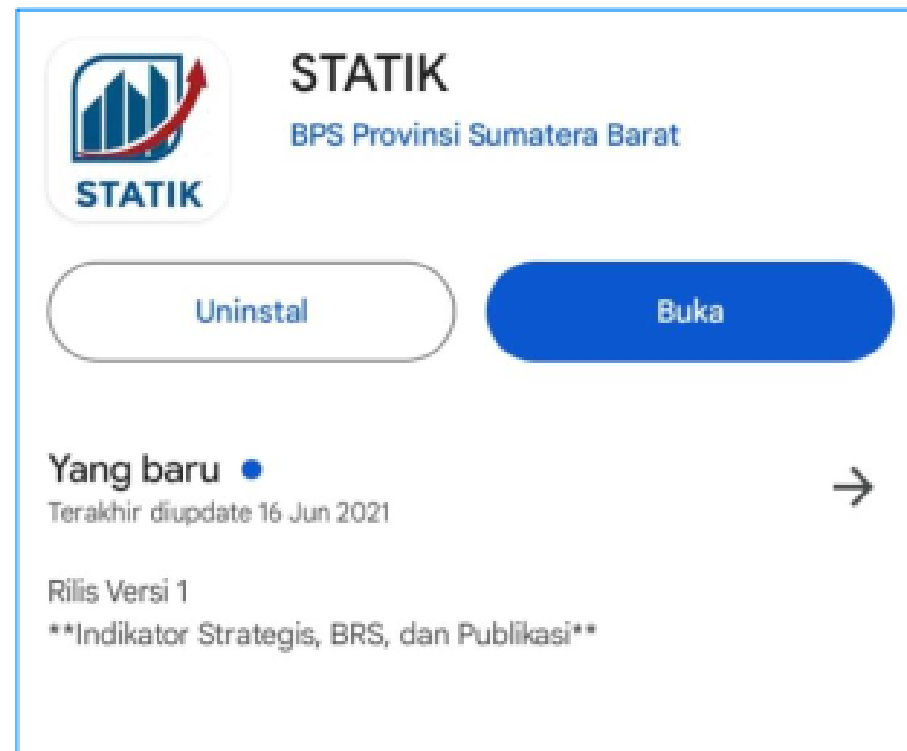 STATIK
STATIK
BPS Provinsi Sumatera Barat
Uninstal
Buka
Yang baru
Terakhir diupdate 16 Jun 2021
Rilis Versi 1
**Indikator Strategis, BRS, dan Publikasi**